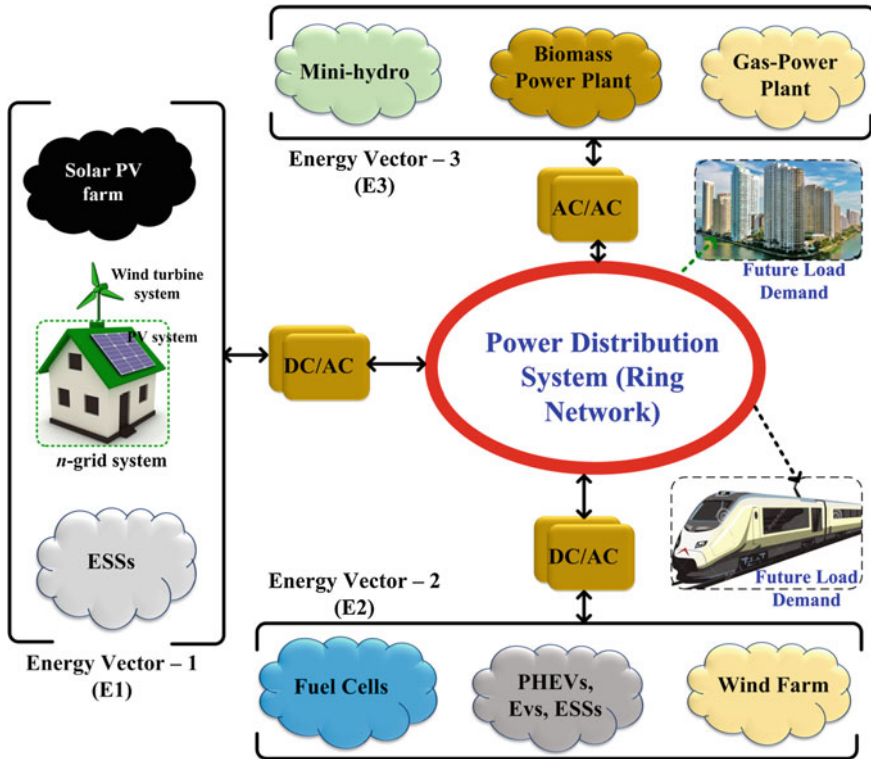 Mini-hydro
Biomass
Power Plant
Gas-Power
Plant
Energy Vector – 3
(E3)
Solar PV
farm
AC/AC
Wind turbine
system
PV system
Future Load
Demand
DC/AC
Power Distribution
System (Ring
Network)
n-grid system
ESSs
DC/AC
Energy Vector – 2
(E2)
Future Load
Demand
Energy Vector – 1
(E1)
Fuel Cells
PHEVs,
Evs, ESSs
Wind Farm